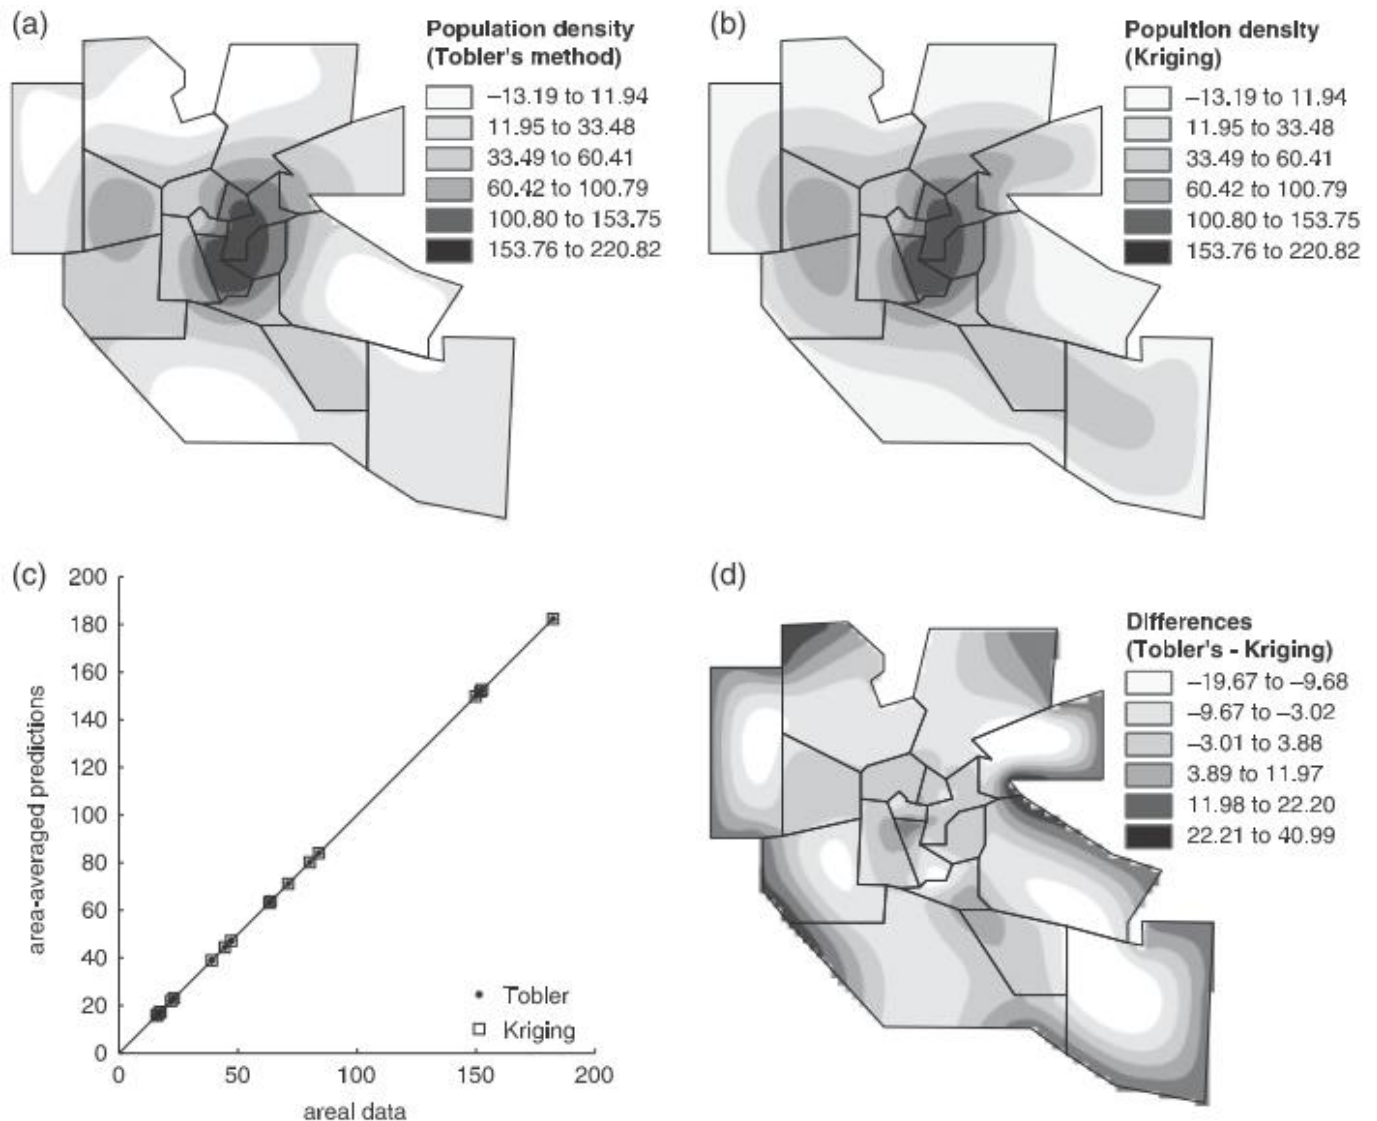 (a)
Population density
(Tobler's method)
–13.19 to 11.94
11.95 to 33.48
33.49 to 60.41
60.42 to 100.79
100.80 to 153.75
153.76 to 220.82
(b)
Popultion density
(Kriging)
–13.19 to 11.94
11.95 to 33.48
33.49 to 60.41
60.42 to 100.79
100.80 to 153.75
153.76 to 220.82
(c)
200
180
160
140
120
100
80
60
40
20
0
area-averaged predictions
0
50
100
150
200
areal data
Tobler
Kriging
(d)
Differences
(Tobler's - Kriging)
–19.67 to –9.68
–9.67 to –3.02
–3.01 to 3.88
3.89 to 11.97
11.98 to 22.20
22.21 to 40.99